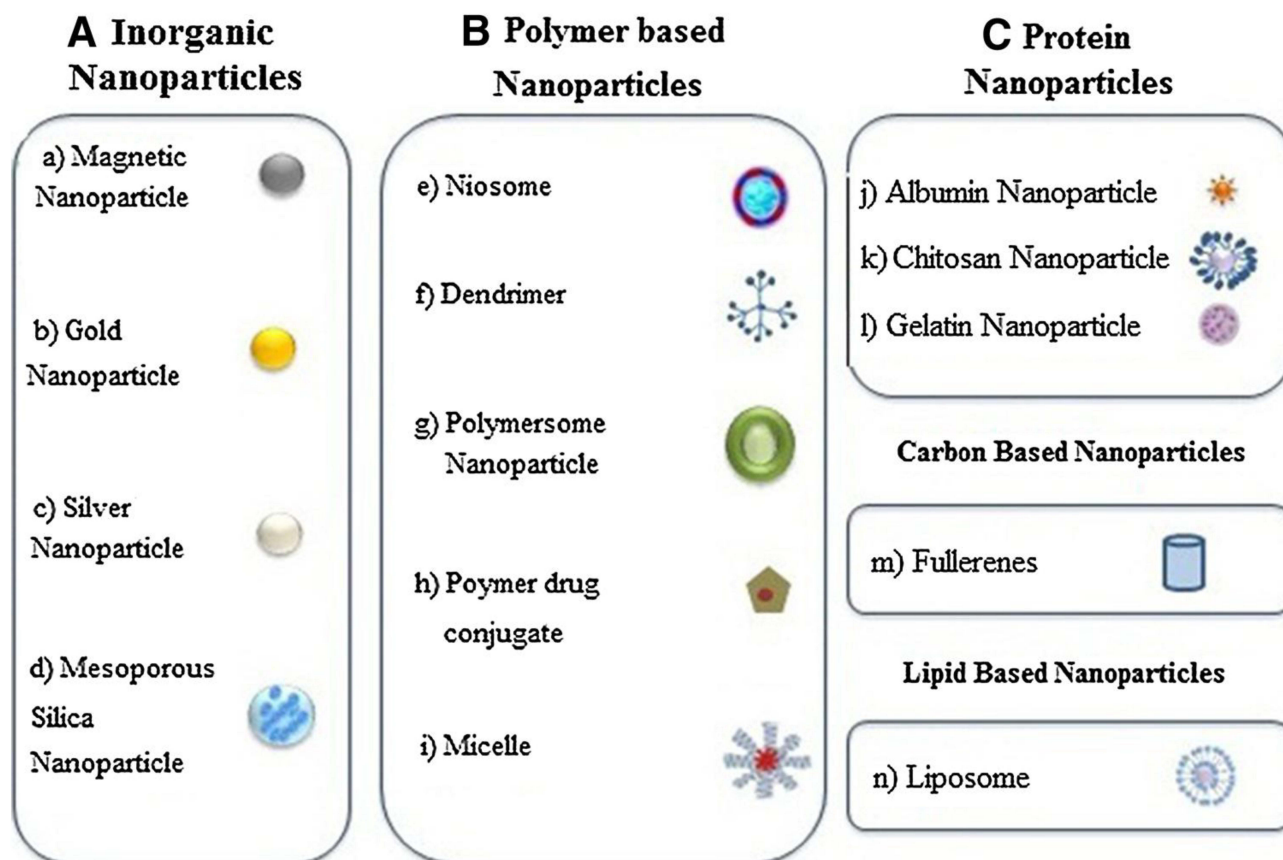 A Inorganic
Nanoparticles
a) Magnetic
Nanoparticle
b) Gold
Nanoparticle
c) Silver
Nanoparticle
d) Mesoporous
Silica
Nanoparticle
B Polymer based
Nanoparticles
e) Niosome
f) Dendrimer
g) Polymersome
Nanoparticle
h) Poymer drug
conjugate
i) Micelle
C Protein
Nanoparticles
j) Albumin Nanoparticle
k) Chitosan Nanoparticle
l) Gelatin Nanoparticle
Carbon Based Nanoparticles
m) Fullerenes
Lipid Based Nanoparticles
n) Liposome